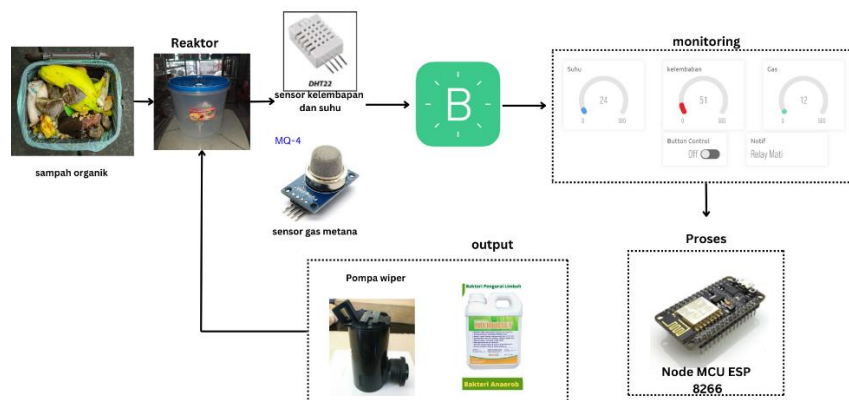 sampah organik
Reaktor
DHT22
sensor kelembapan
dan suhu
MQ-4
sensor gas metana
B
monitoring
Suhu
24
0
100
kelembaban
51
0
100
Gas
12
0
100
Button Control
Off
Notif
Relay Mati
Proses
Node MCU ESP
8266
output
Pompa wiper
Bakteri Pengurai Limbah
Bakteri Anaerob